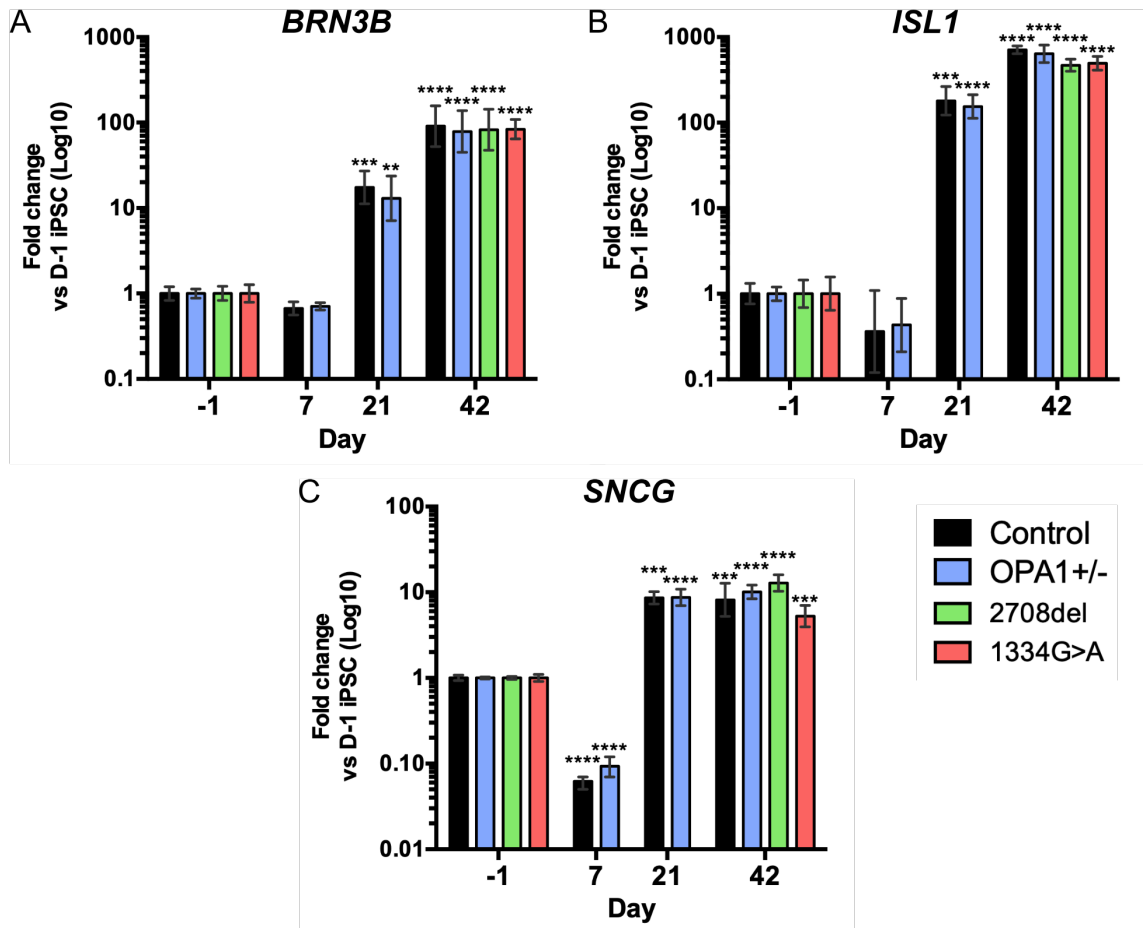 A
BRN3B
Fold change
vs D-1 iPSC (Log10)
1000
100
10
1
0.1
**** **** **** ****
*** **
-1 7 21 42
Day
B
ISL1
Fold change
vs D-1 iPSC (Log10)
1000
100
10
1
0.1
**** **** **** ****
*** ****
-1 7 21 42
Day
C
SNCG
Fold change
vs D-1 iPSC (Log10)
100
10
1
0.10
0.01
**** ****
*** ****
*** **** **** ***
-1 7 21 42
Day
Control
OPA1+/-
2708del
1334G>A